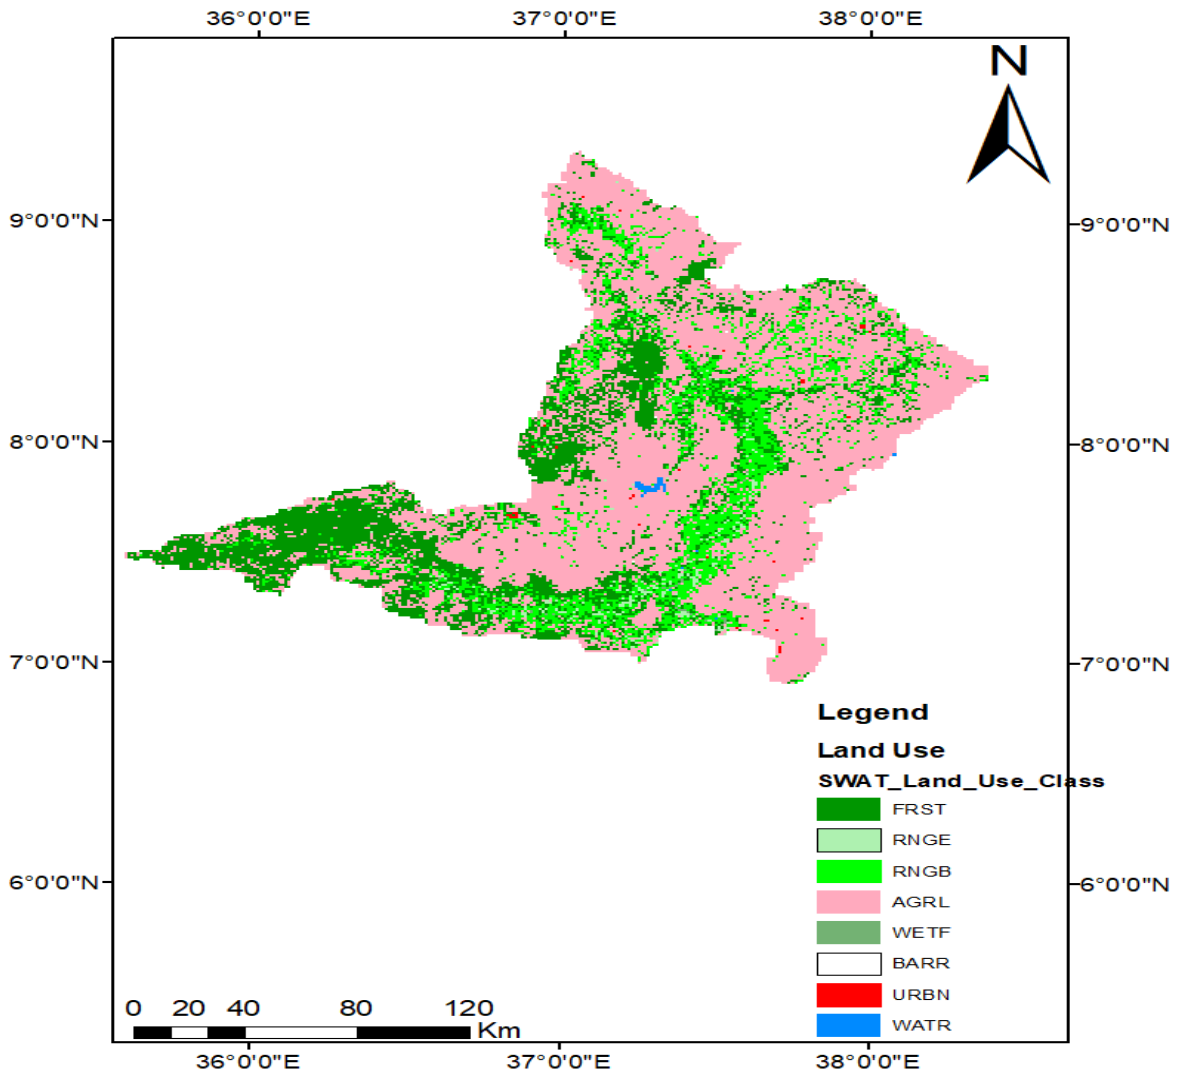 36°0'0"E 37°0'0"E 38°0'0"E
N
9°0'0"N 9°0'0"N
8°0'0"N 8°0'0"N
7°0'0"N 7°0'0"N
Legend
Land Use
SWAT_Land_Use_Class
FRST
RNGE
RNGB
6°0'0"N 6°0'0"N
AGRL
WETF
BARR
URBN
0 20 40 80 120
WATR
Km
36°0'0"E 37°0'0"E 38°0'0"E